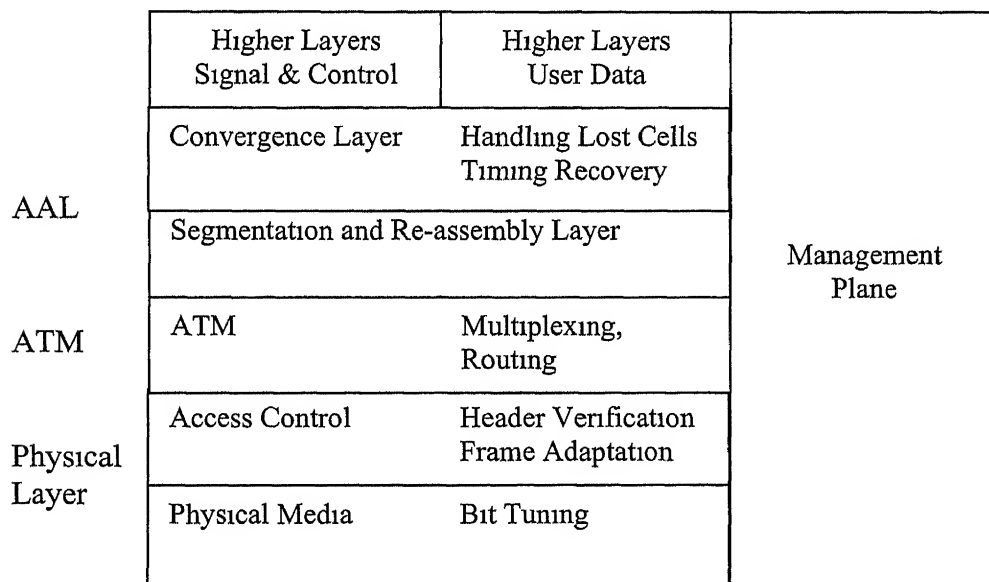 Higher Layers
Signal & Control
Higher Layers
User Data
Convergence Layer
Handling Lost Cells
Timing Recovery
AAL
Segmentation and Re-assembly Layer
Management
Plane
ATM
ATM
Multiplexing,
Routing
Access Control
Header Verification
Frame Adaptation
Physical
Layer
Physical Media
Bit Tuning